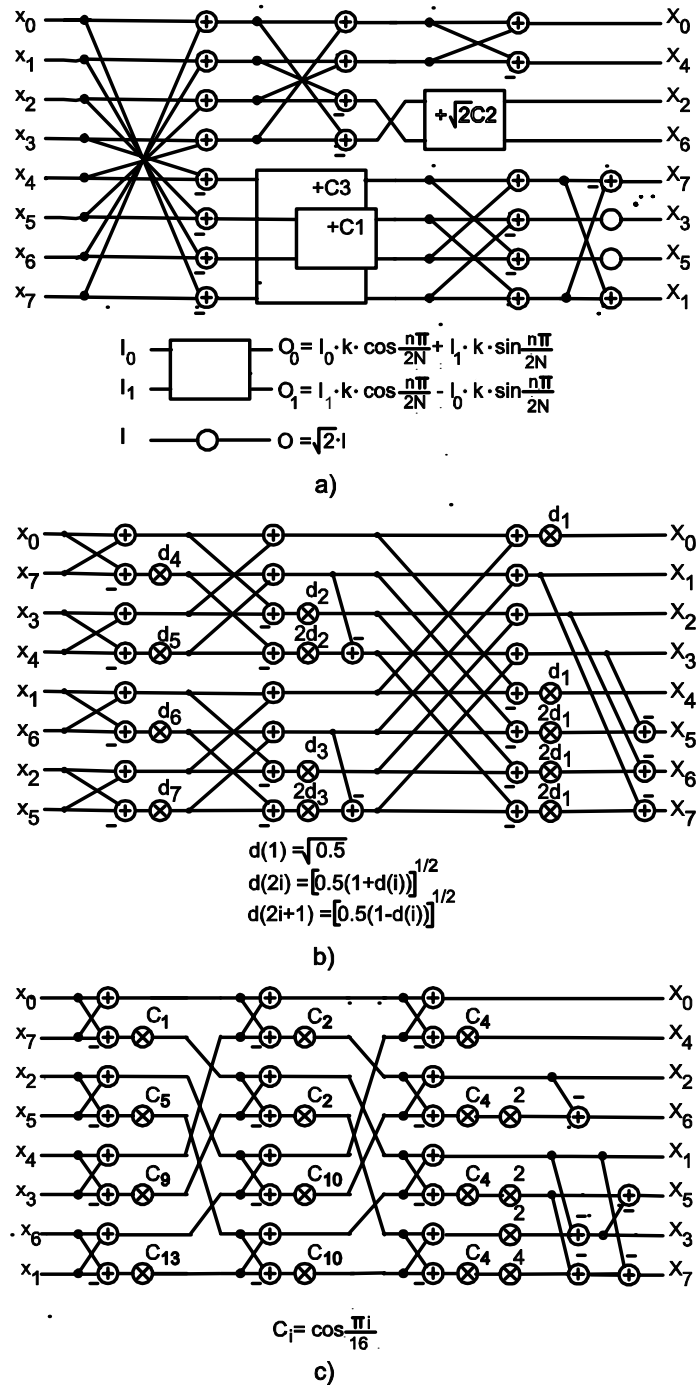 x₀ X₀
x₁ X₄
x₂ X₂
+√2C2
x₃ X₆
x₄ +C3 X₇
x₅ +C1 X₃
x₆ X₅
x₇ X₁
I₀ O₀ = I₀·k·cos nπ/2N + I₁·k·sin nπ/2N
I₁ O₁ = I₁·k·cos nπ/2N - I₀·k·sin nπ/2N
I O = √2·I
a)
d₁
x₀ X₀
x₇ d₄ X₁
x₃ d₂ X₂
x₄ d₅ 2d₂ X₃
x₁ d₁ X₄
x₆ d₆ 2d₁ X₅
x₂ d₃ 2d₁ X₆
x₅ d₇ 2d₃ 2d₁ X₇
d(1) = √0.5
d(2i) = [0.5(1+d(i))]^1/2
d(2i+1) = [0.5(1-d(i))]^1/2
b)
x₀ X₀
x₇ C₁ C₂ C₄ X₄
x₂ X₂
x₅ C₅ C₂ C₄ 2 X₆
x₄ X₁
x₃ C₉ C₁₀ C₄ 2 X₅
x₆ 2 X₃
x₁ C₁₃ C₁₀ C₄ 4 X₇
Cᵢ = cos πi/16
c)